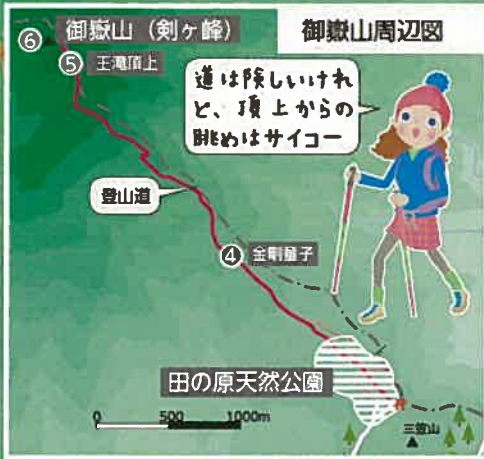 御嶽山周辺図
⑥ 御嶽山（剣ヶ峰）
⑤ 王滝頂上
道は険しいけれ
ど、頂上からの
眺めはサイコー
登山道
④ 金剛童子
田の原天然公園
0 500 1000m
三笠山